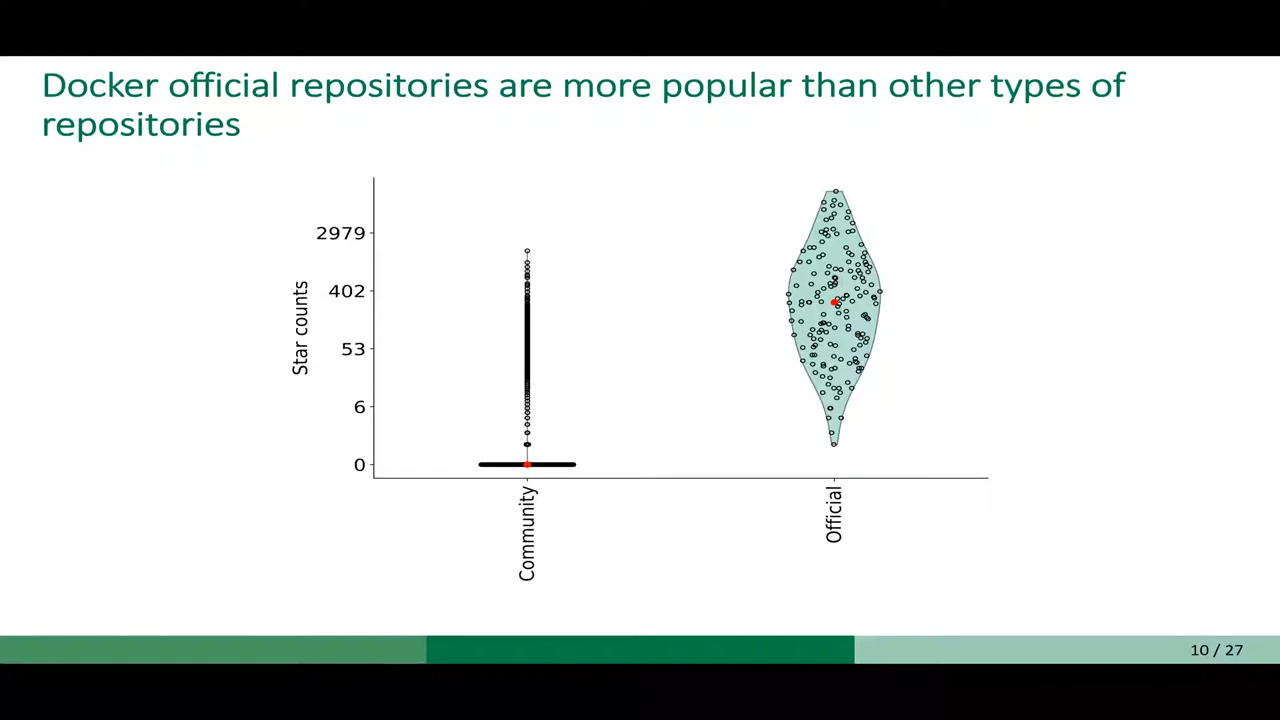 Docker official repositories are more popular than other types of
repositories
2979
402
53
6
0
Star counts
Community
Official
10 / 27